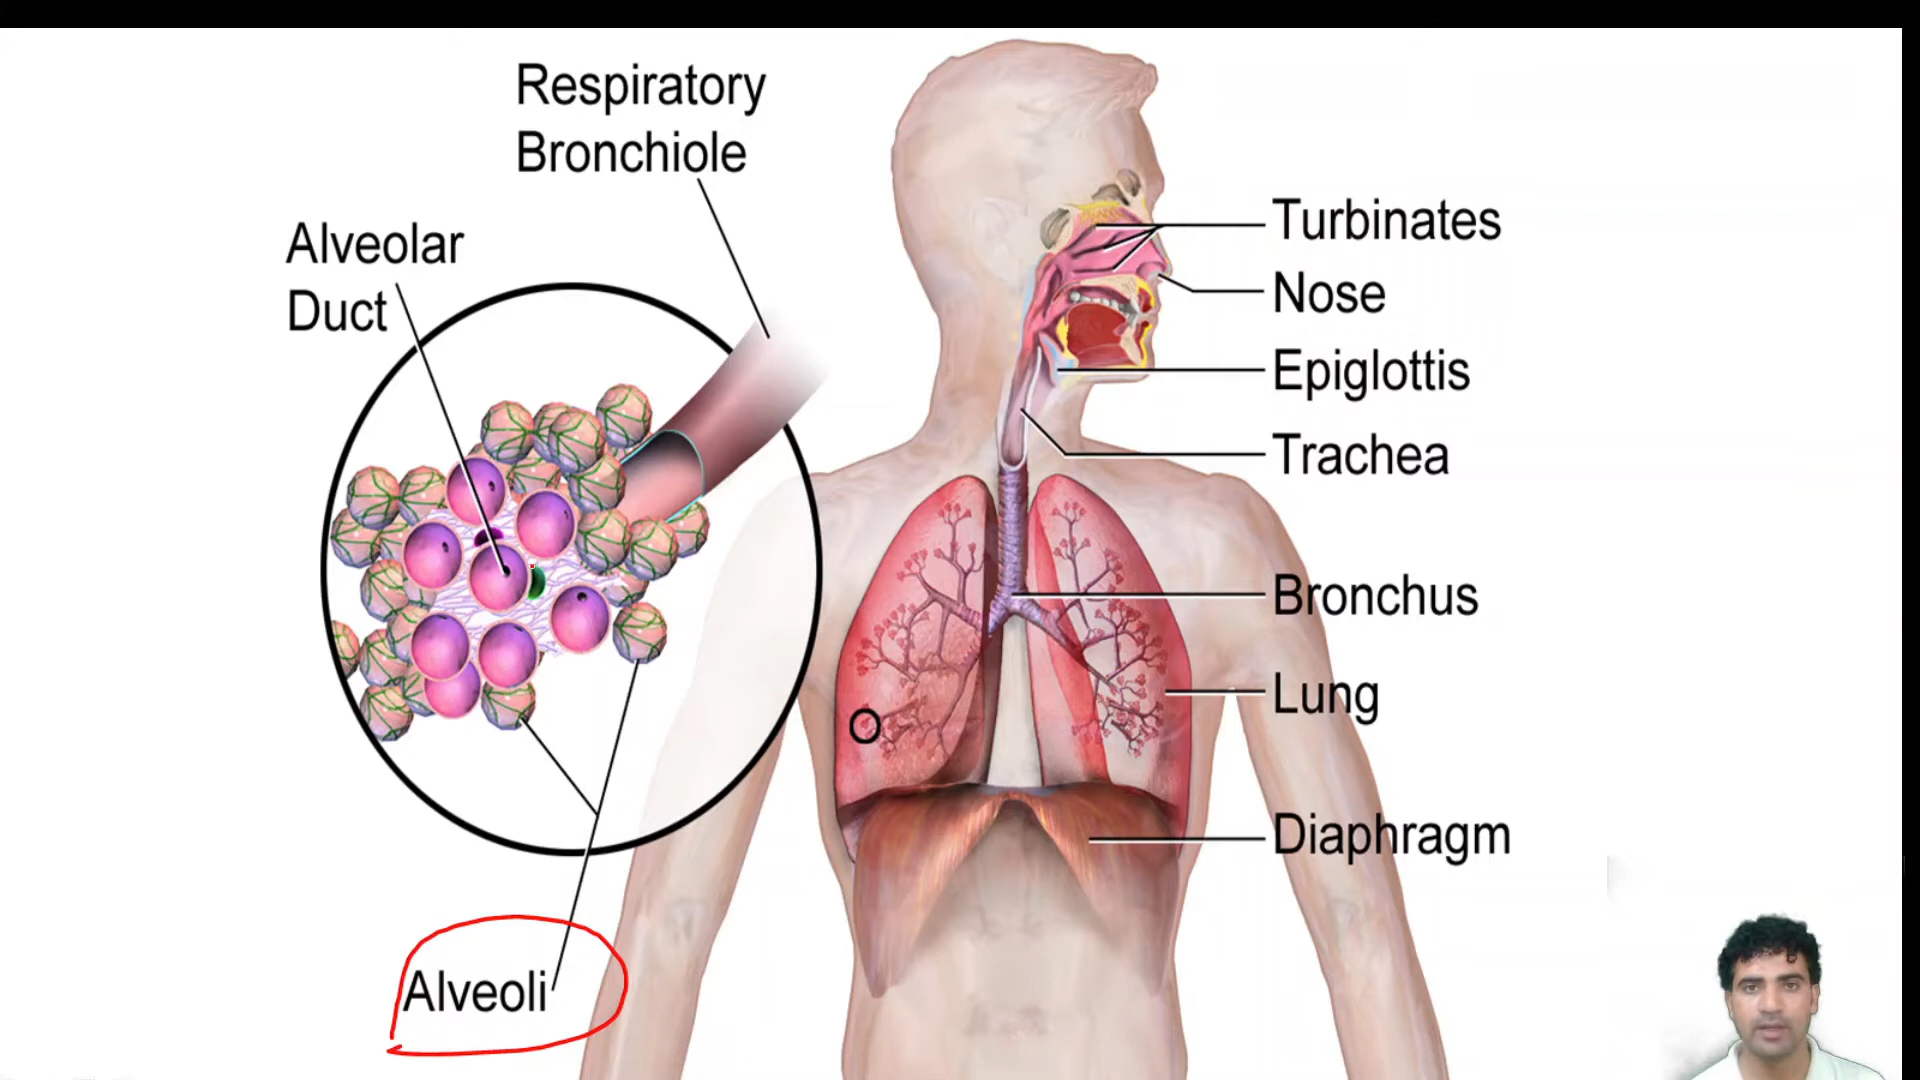 Respiratory
Bronchiole
Alveolar
Duct
Turbinates
Nose
Epiglottis
Trachea
Bronchus
Lung
Diaphragm
Alveoli